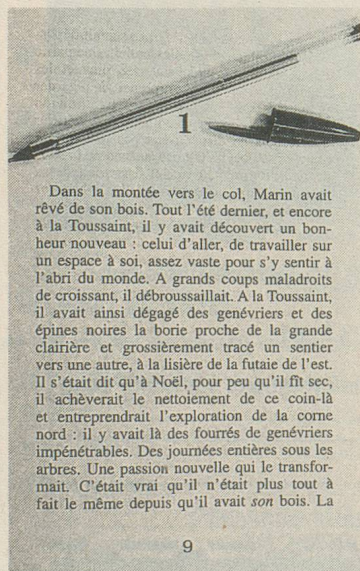 1
Dans la montée vers le col, Marin avait
rêvé de son bois. Tout l'été dernier, et encore
à la Toussaint, il y avait découvert un bon-
heur nouveau : celui d'aller, de travailler sur
un espace à soi, assez vaste pour s'y sentir à
l'abri du monde. A grands coups maladroits
de croissant, il débroussaillait. A la Toussaint,
il avait ainsi dégagé des genévriers et des
épines noires la borie proche de la grande
clairière et grossièrement tracé un sentier
vers une autre, à la lisière de la futaie de l'est.
Il s'était dit qu'à Noël, pour peu qu'il fît sec,
il achèverait le nettoiement de ce coin-là
et entreprendrait l'exploration de la corne
nord : il y avait là des fourrés de genévriers
impénétrables. Des journées entières sous les
arbres. Une passion nouvelle qui le transfor-
mait. C'était vrai qu'il n'était plus tout à
fait le même depuis qu'il avait son bois. La
9